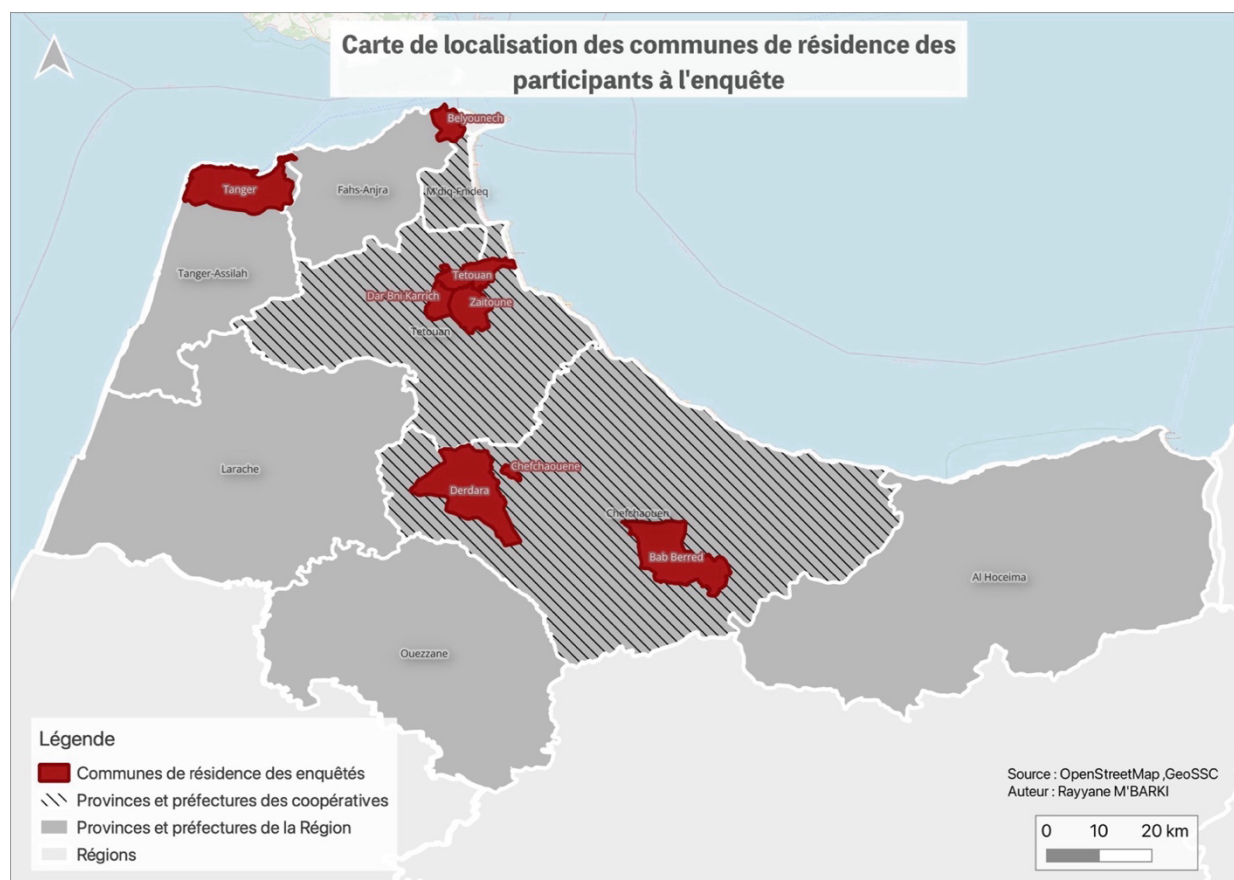 Carte de localisation des communes de résidence des
participants à l'enquête
Belyounech
Tanger
Fahs-Anjra
M'diq-Fnideq
Tanger-Assilah
Tetouan
Dar Bni Karrich
Zaitoune
Tetouan
Larache
Chefchaouene
Derdara
Chefchaouen
Bab Berred
Al Hoceima
Ouezzane
Légende
Communes de résidence des enquêtés
Provinces et préfectures des coopératives
Provinces et préfectures de la Région
Régions
Source : OpenStreetMap ,GeoSSC
Auteur : Rayyane M'BARKI
0 10 20 km